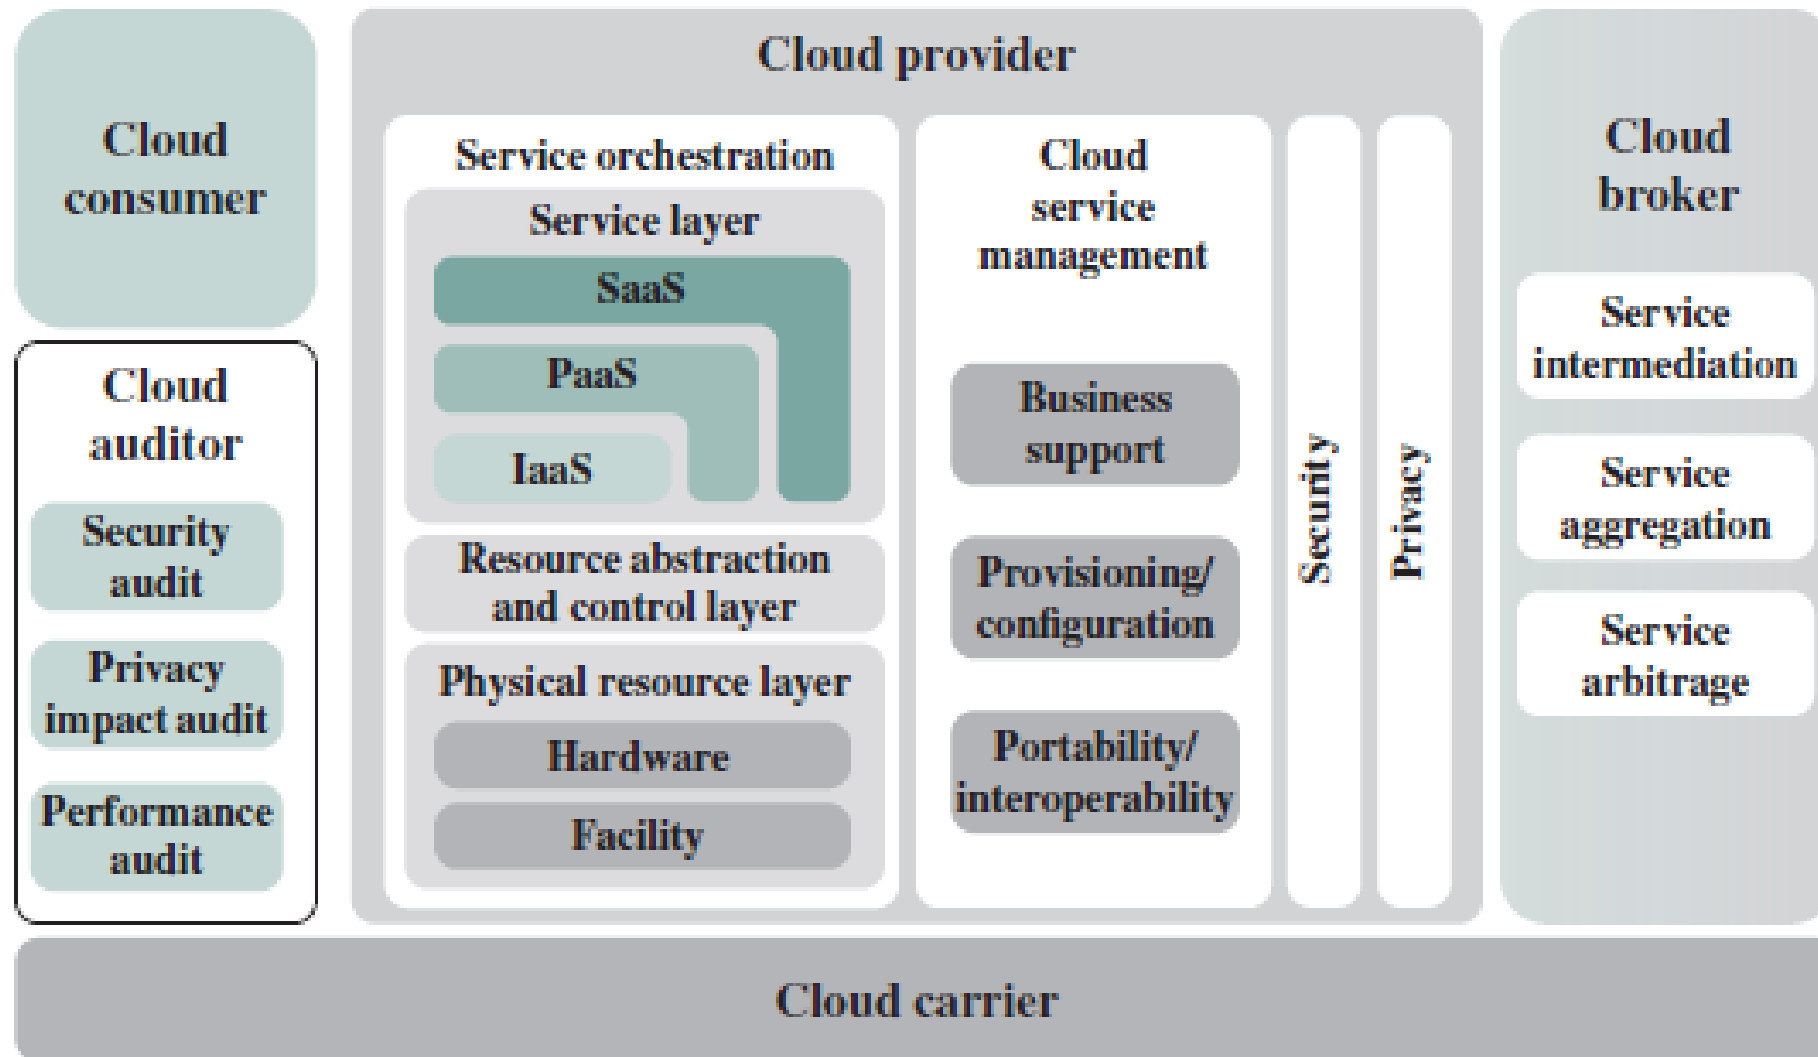 Cloud
consumer
Cloud
auditor
Security
audit
Privacy
impact audit
Performance
audit
Cloud provider
Service orchestration
Service layer
SaaS
PaaS
IaaS
Resource abstraction
and control layer
Physical resource layer
Hardware
Facility
Cloud
service
management
Business
support
Provisioning/
configuration
Portability/
interoperability
Security
Privacy
Cloud
broker
Service
intermediation
Service
aggregation
Service
arbitrage
Cloud carrier